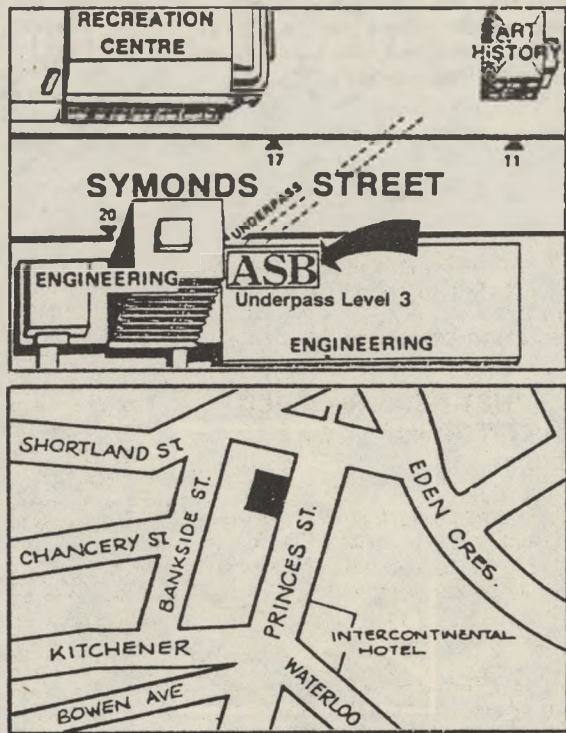 RECREATION
CENTRE
ART
HISTORY
17
11
SYMONDS STREET
20
UNDERPASS
ENGINEERING
ASB
Underpass Level 3
ENGINEERING
SHORTLAND ST.
CHANCERY ST.
BANKSIDE ST.
PRINCES ST.
EDEN CRES.
KITCHENER
INTERCONTINENTAL
HOTEL
BOWEN AVE
WATERLOO